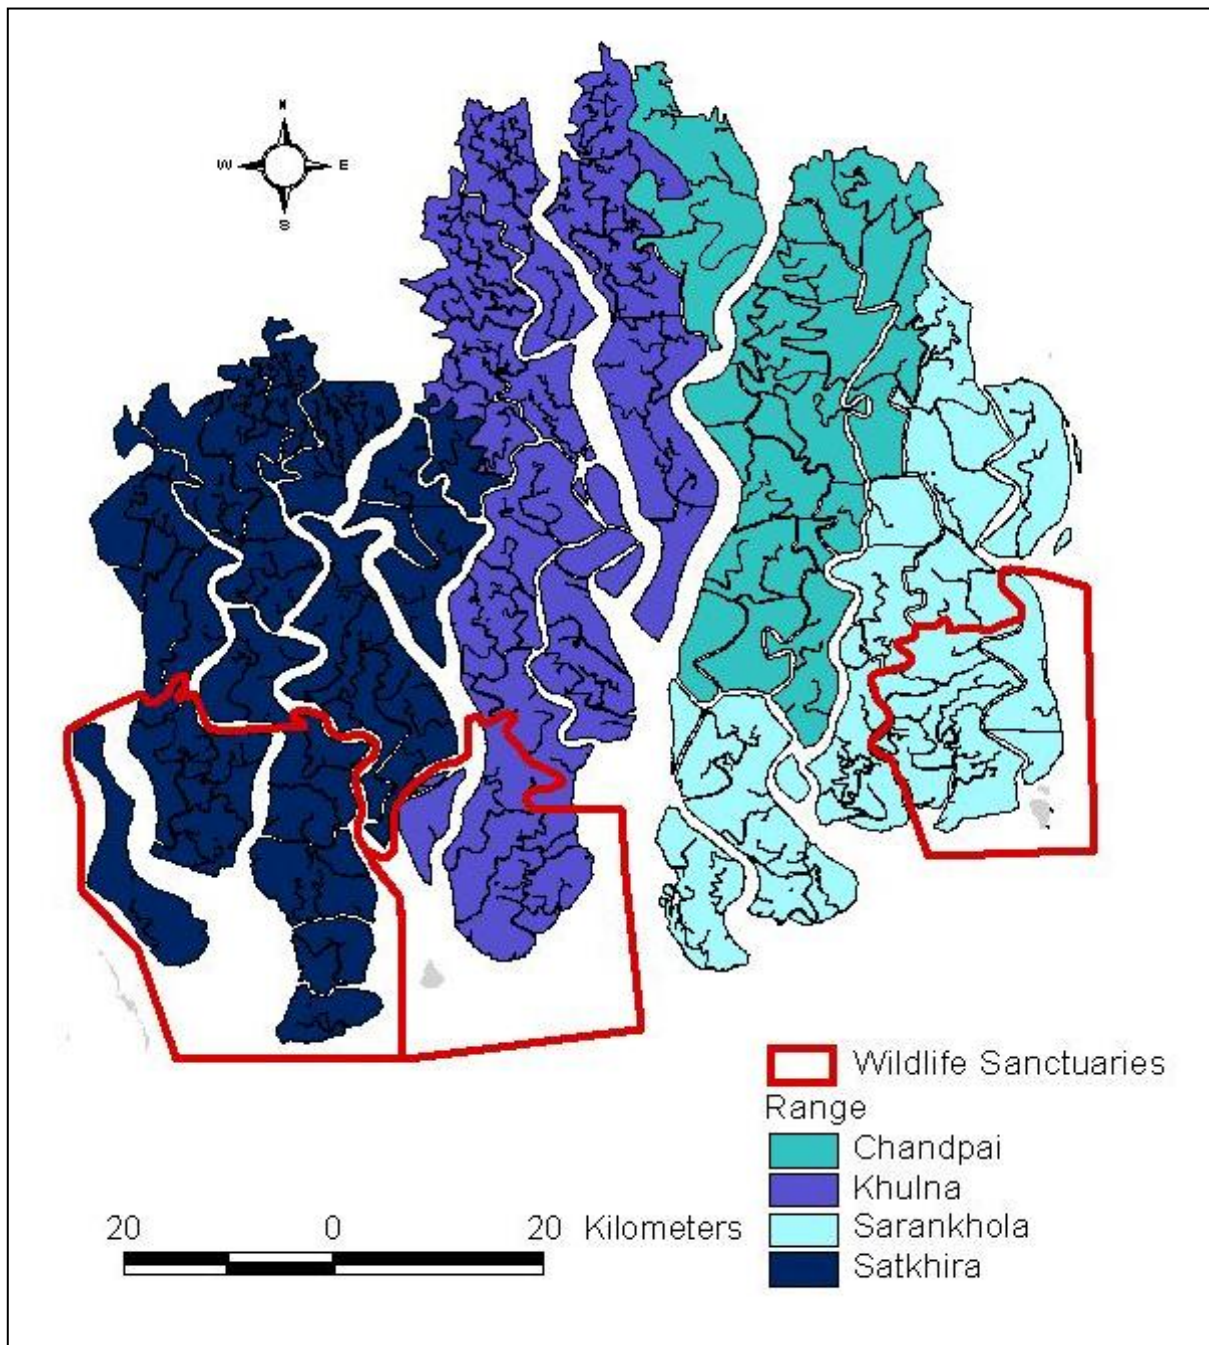 N
W E
S
Wildlife Sanctuaries
Range
Chandpai
Khulna
Sarankhola
Satkhira
20 0 20 Kilometers